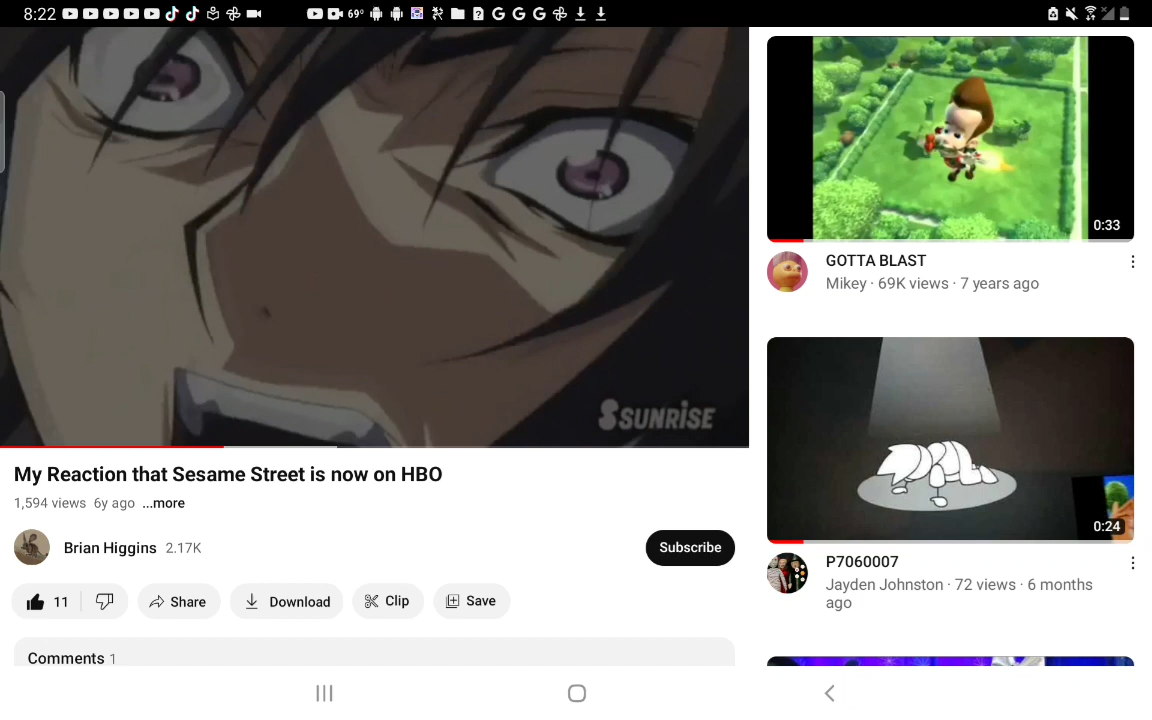 8:22
69°
SUNRISE
My Reaction that Sesame Street is now on HBO
1,594 views 6y ago ...more
Brian Higgins 2.17K
Subscribe
11
Share
Download
Clip
Save
Comments 1
0:33
GOTTA BLAST
Mikey · 69K views · 7 years ago
0:24
P7060007
Jayden Johnston · 72 views · 6 months
ago